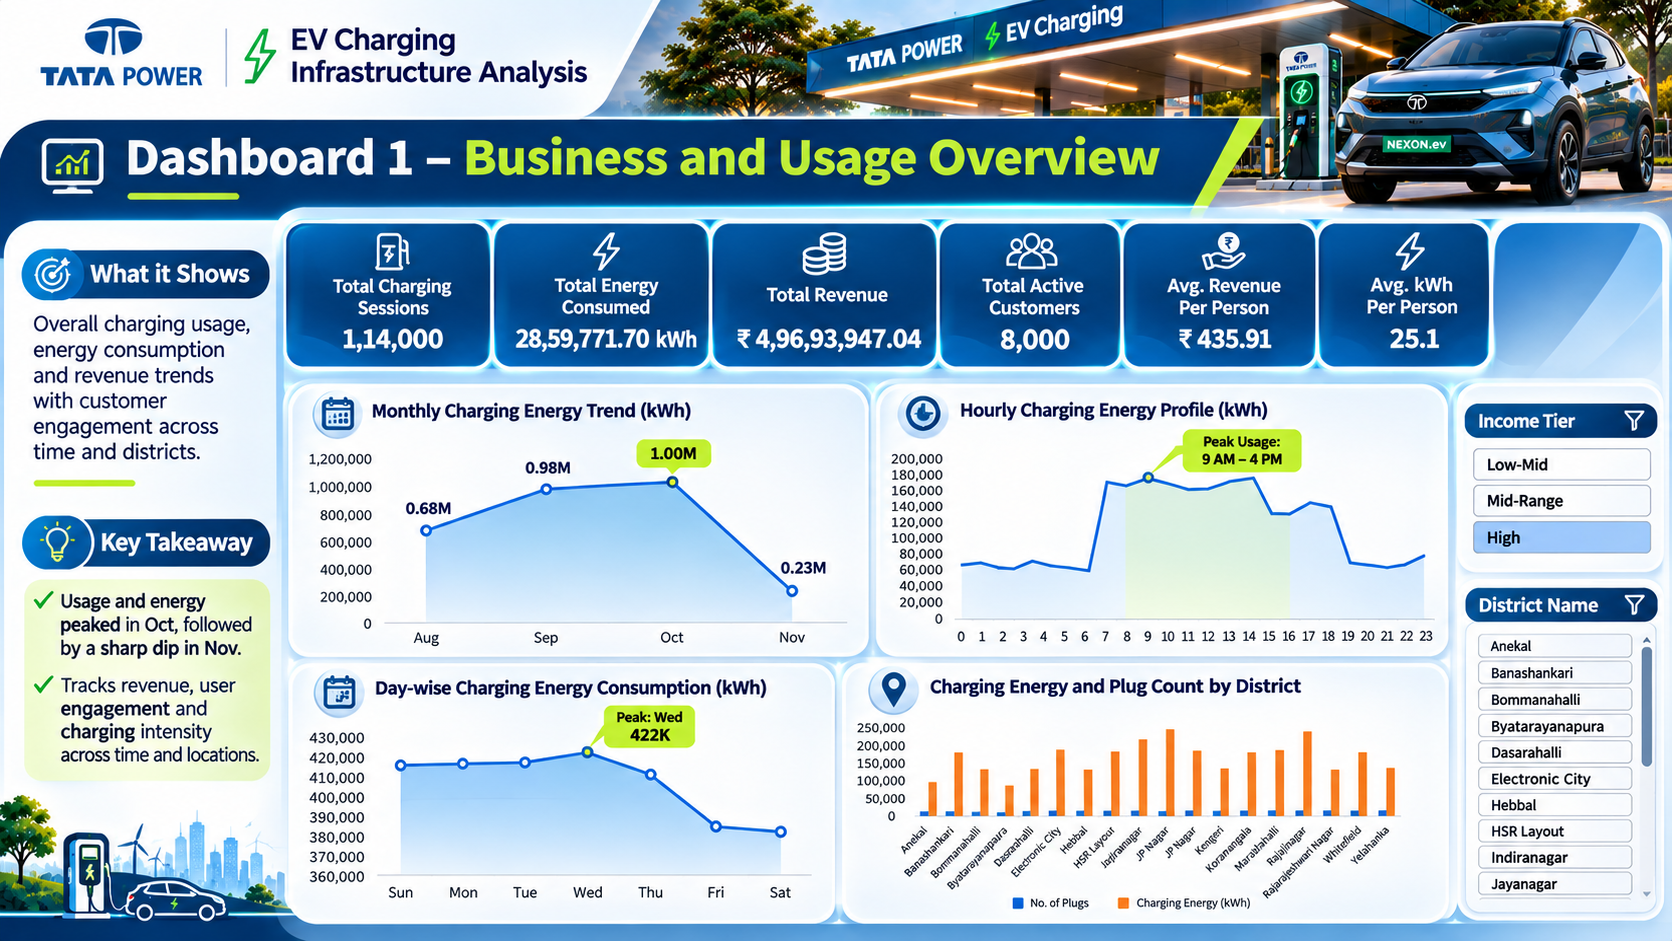 TATA POWER
EV Charging
Infrastructure Analysis
TATA POWER EV Charging
TATA POWER
NEXON.ev
Dashboard 1 – Business and Usage Overview
What it Shows
Overall charging usage,
energy consumption
and revenue trends
with customer
engagement across
time and districts.
Key Takeaway
Usage and energy
peaked in Oct, followed
by a sharp dip in Nov.
Tracks revenue, user
engagement and
charging intensity
across time and locations.
Total Charging
Sessions
1,14,000
Total Energy
Consumed
28,59,771.70 kWh
Total Revenue
₹ 4,96,93,947.04
Total Active
Customers
8,000
Avg. Revenue
Per Person
₹ 435.91
Avg. kWh
Per Person
25.1
Monthly Charging Energy Trend (kWh)
1,200,000
1,000,000
800,000
600,000
400,000
200,000
0
0.68M
0.98M
1.00M
0.23M
Aug Sep Oct Nov
Hourly Charging Energy Profile (kWh)
Peak Usage:
9 AM – 4 PM
200,000
180,000
160,000
140,000
120,000
100,000
80,000
60,000
40,000
20,000
0
0 1 2 3 4 5 6 7 8 9 10 11 12 13 14 15 16 17 18 19 20 21 22 23
Day-wise Charging Energy Consumption (kWh)
Peak: Wed
422K
430,000
420,000
410,000
400,000
390,000
380,000
370,000
360,000
Sun Mon Tue Wed Thu Fri Sat
Charging Energy and Plug Count by District
250,000
200,000
150,000
100,000
50,000
0
Anekal
Banashankari
Bommanahalli
Byatarayanapura
Dasarahalli
Electronic City
Hebbal
HSR Layout
JP Nagar
JP Nagar
Kengeri
Koramangala
Marathahalli
Rajajinagar
Rajarajeshwari Nagar
Whitefield
Yelahanka
No. of Plugs
Charging Energy (kWh)
Income Tier
Low-Mid
Mid-Range
High
District Name
Anekal
Banashankari
Bommanahalli
Byatarayanapura
Dasarahalli
Electronic City
Hebbal
HSR Layout
Indiranagar
Jayanagar